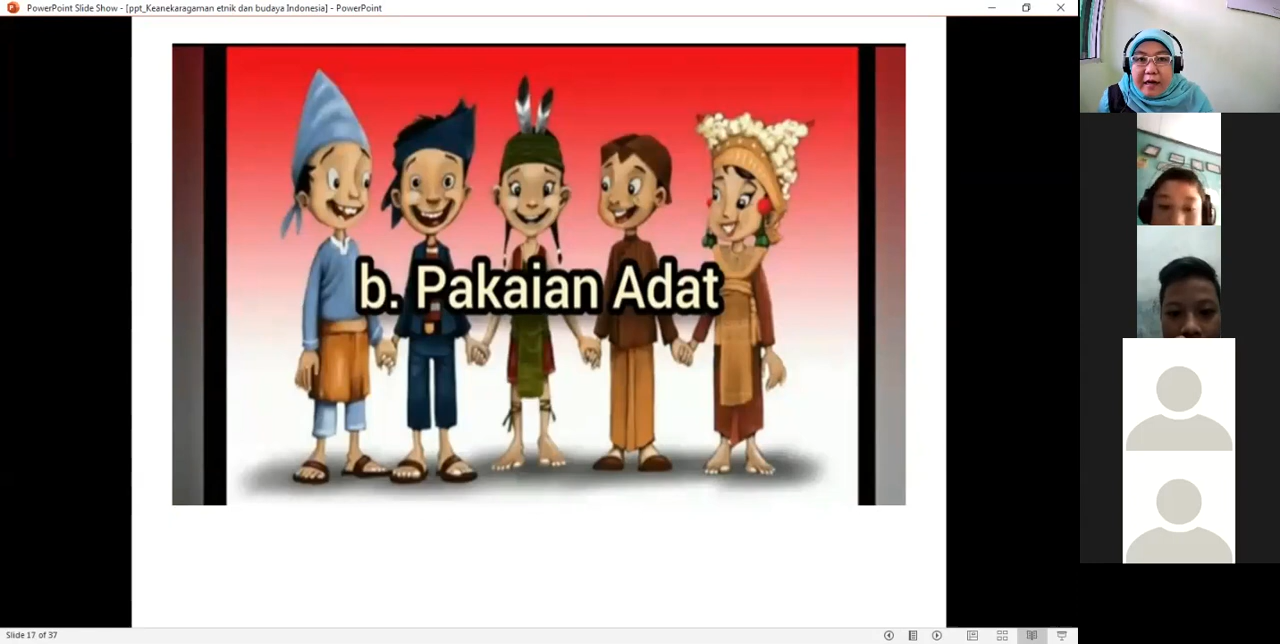 PowerPoint Slide Show - [ppt_Keanekaragaman etnik dan budaya Indonesia] - PowerPoint
b. Pakaian Adat
Slide 17 of 37